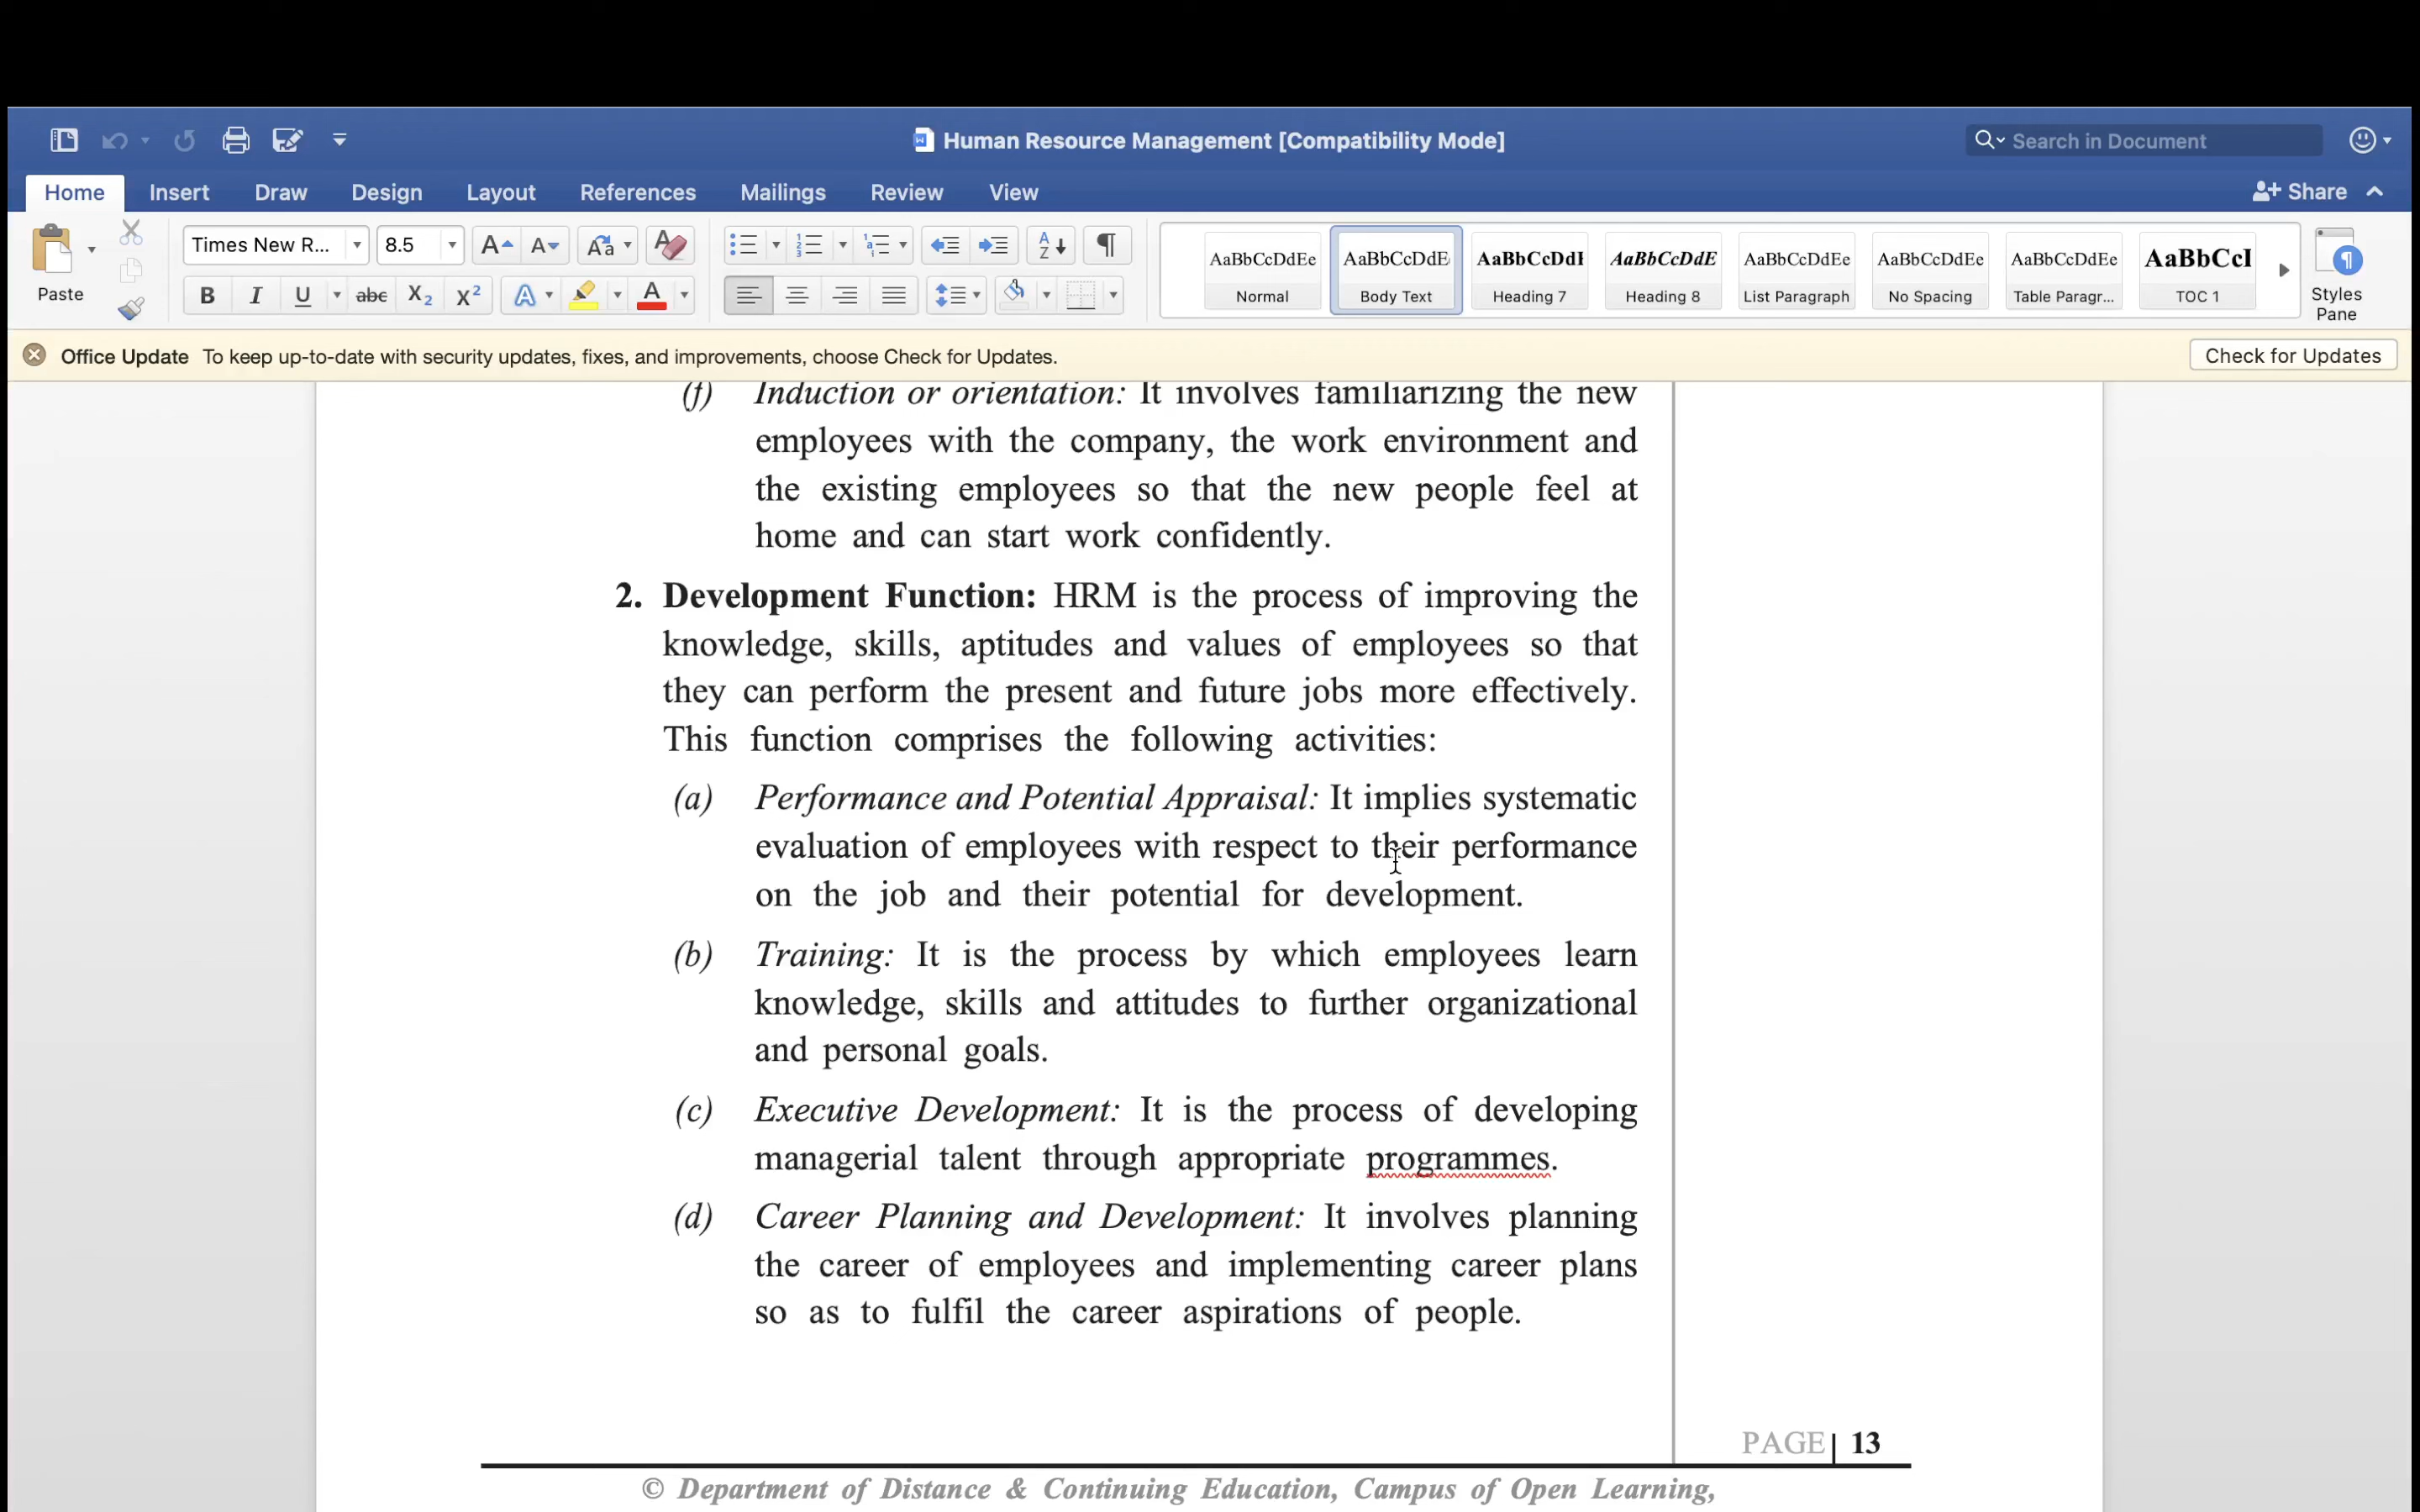 Human Resource Management [Compatibility Mode]
Search in Document
Home Insert Draw Design Layout References Mailings Review View
Share
Paste
Times New R... 8.5
AaBbCcDdEe AaBbCcDdE AaBbCcDdI AaBbCcDdE AaBbCcDdEe AaBbCcDdEe AaBbCcDdEe AaBbCcI
Normal Body Text Heading 7 Heading 8 List Paragraph No Spacing Table Paragr... TOC 1
Styles
Pane
Office Update To keep up-to-date with security updates, fixes, and improvements, choose Check for Updates.
Check for Updates
(f) Induction or orientation: It involves familiarizing the new
employees with the company, the work environment and
the existing employees so that the new people feel at
home and can start work confidently.
2. Development Function: HRM is the process of improving the
knowledge, skills, aptitudes and values of employees so that
they can perform the present and future jobs more effectively.
This function comprises the following activities:
(a) Performance and Potential Appraisal: It implies systematic
evaluation of employees with respect to their performance
on the job and their potential for development.
(b) Training: It is the process by which employees learn
knowledge, skills and attitudes to further organizational
and personal goals.
(c) Executive Development: It is the process of developing
managerial talent through appropriate programmes.
(d) Career Planning and Development: It involves planning
the career of employees and implementing career plans
so as to fulfil the career aspirations of people.
PAGE 13
© Department of Distance & Continuing Education, Campus of Open Learning,